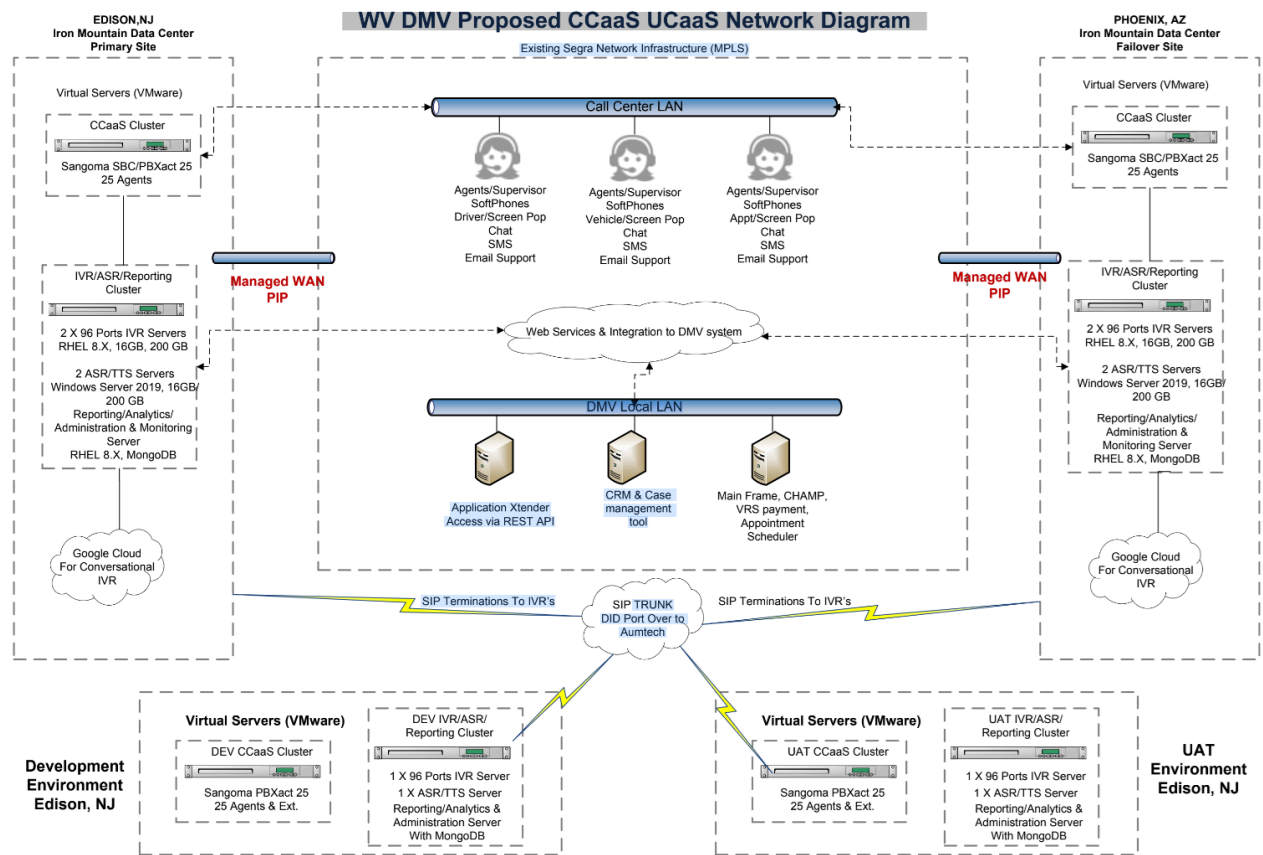 WV DMV Proposed CCaaS UCaaS Network Diagram
Existing Segra Network Infrastructure (MPLS)
EDISON,NJ
Iron Mountain Data Center
Primary Site
Virtual Servers (VMware)
CCaaS Cluster
Sangoma SBC/PBXact 25
25 Agents
IVR/ASR/Reporting
Cluster
2 X 96 Ports IVR Servers
RHEL 8.X, 16GB, 200 GB
2 ASR/TTS Servers
Windows Server 2019, 16GB/
200 GB
Reporting/Analytics/
Administration & Monitoring
Server
RHEL 8.X, MongoDB
Google Cloud
For Conversational
IVR
Managed WAN
PIP
Call Center LAN
Agents/Supervisor
SoftPhones
Driver/Screen Pop
Chat
SMS
Email Support
Agents/Supervisor
SoftPhones
Vehicle/Screen Pop
Chat
SMS
Email Support
Agents/Supervisor
SoftPhones
Appt/Screen Pop
Chat
SMS
Email Support
Web Services & Integration to DMV system
DMV Local LAN
Application Xtender
Access via REST API
CRM & Case
management
tool
Main Frame, CHAMP,
VRS payment,
Appointment
Scheduler
Managed WAN
PIP
PHOENIX, AZ
Iron Mountain Data Center
Failover Site
Virtual Servers (VMware)
CCaaS Cluster
Sangoma SBC/PBXact 25
25 Agents
IVR/ASR/Reporting
Cluster
2 X 96 Ports IVR Servers
RHEL 8.X, 16GB, 200 GB
2 ASR/TTS Servers
Windows Server 2019, 16GB/
200 GB
Reporting/Analytics/
Administration &
Monitoring Server
RHEL 8.X, MongoDB
Google Cloud
For Conversational
IVR
SIP Terminations To IVR's
SIP TRUNK
DID Port Over to
Aumtech
SIP Terminations To IVR's
Development
Environment
Edison, NJ
Virtual Servers (VMware)
DEV CCaaS Cluster
Sangoma PBXact 25
25 Agents & Ext.
DEV IVR/ASR/
Reporting Cluster
1 X 96 Ports IVR Server
1 X ASR/TTS Server
Reporting/Analytics &
Administration Server
With MongoDB
Virtual Servers (VMware)
UAT CCaaS Cluster
Sangoma PBXact 25
25 Agents & Ext.
UAT IVR/ASR/
Reporting Cluster
1 X 96 Ports IVR Server
1 X ASR/TTS Server
Reporting/Analytics &
Administration Server
With MongoDB
UAT
Environment
Edison, NJ